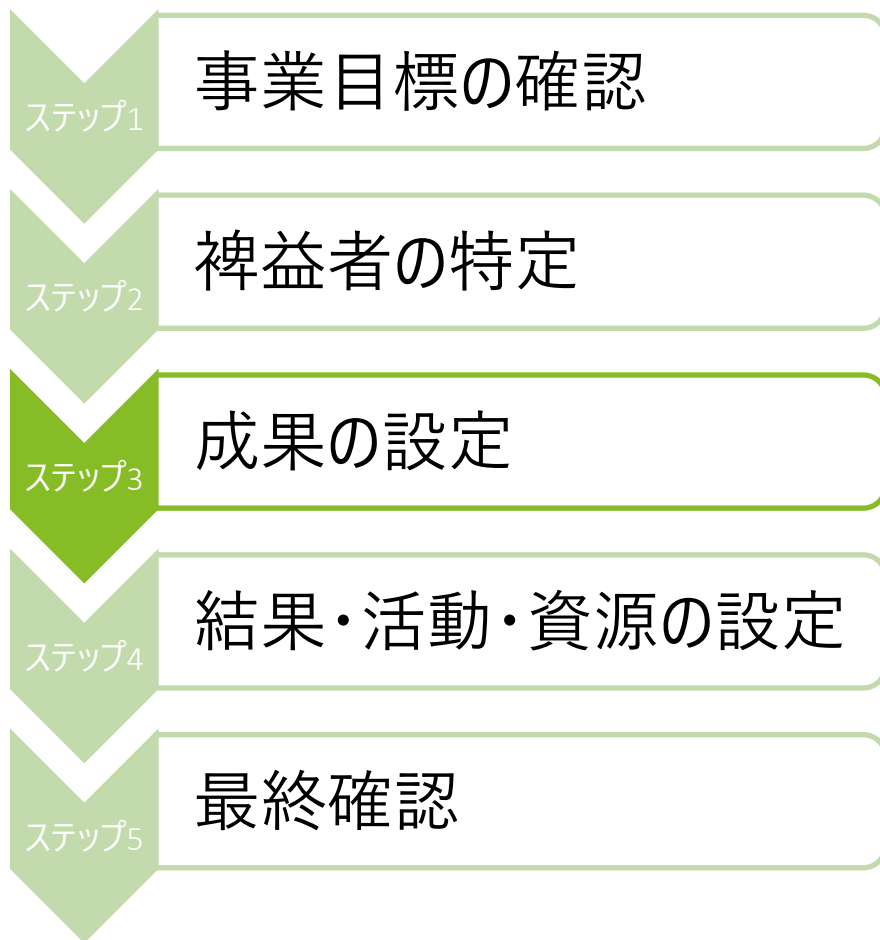 ステップ1
事業目標の確認
ステップ2
裨益者の特定
ステップ3
成果の設定
ステップ4
結果・活動・資源の設定
ステップ5
最終確認